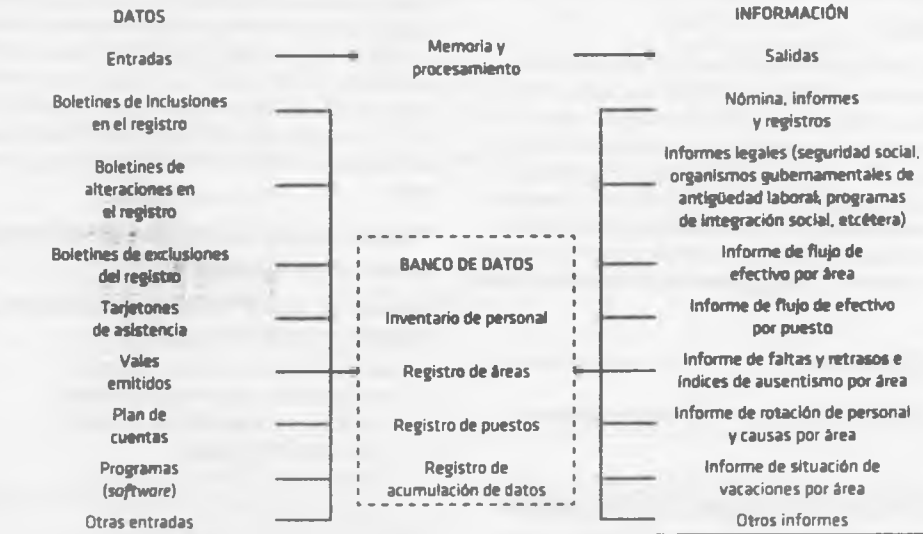 DATOS
Entradas
Boletines de Inclusiones
en el registro
Boletines de
alteraciones en
el registro
Boletines de exclusiones
del registro
Tarjetones
de asistencia
Vales
emitidos
Plan de
cuentas
Programas
(software)
Otras entradas
Memoria y
procesamiento
BANCO DE DATOS
Inventario de personal
Registro de áreas
Registro de puestos
Registro de
acumulación de datos
INFORMACIÓN
Salidas
Nómina, informes
y registros
Informes legales (seguridad social,
organismos gubernamentales de
antigüedad laboral, programas
de integración social, etcétera)
Informe de flujo de
efectivo por área
Informe de flujo de efectivo
por puesto
Informe de faltas y retrasos e
índices de ausentismo por área
Informe de rotación de personal
y causas por área
Informe de situación de
vacaciones por área
Otros informes